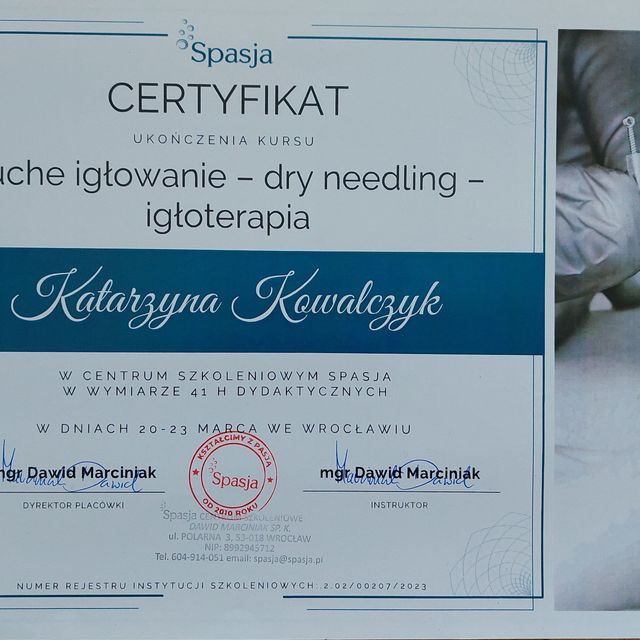 Spasja
CERTYFIKAT
UKOŃCZENIA KURSU
uche igłowanie – dry needling –
igłoterapia
Katarzyna Kowalczyk
W CENTRUM SZKOLENIOWYM SPASJA
W WYMIARZE 41 H DYDAKTYCZNYCH
W DNIACH 20-23 MARCA WE WROCŁAWIU
mgr Dawid Marciniak
DYREKTOR PLACÓWKI
KSZTAŁCIMY Z PASJĄ
Spasja
OD 2010 ROKU
mgr Dawid Marciniak
INSTRUKTOR
Spasja CENTRUM SZKOLENIOWE
DAWID MARCINIAK SP. K.
ul. POLARNA 3, 53-018 WROCŁAW
NIP: 8992945712
Tel. 604-914-051 email: spasja@spasja.pl
NUMER REJESTRU INSTYTUCJI SZKOLENIOWYCH: 2.02/00207/2023